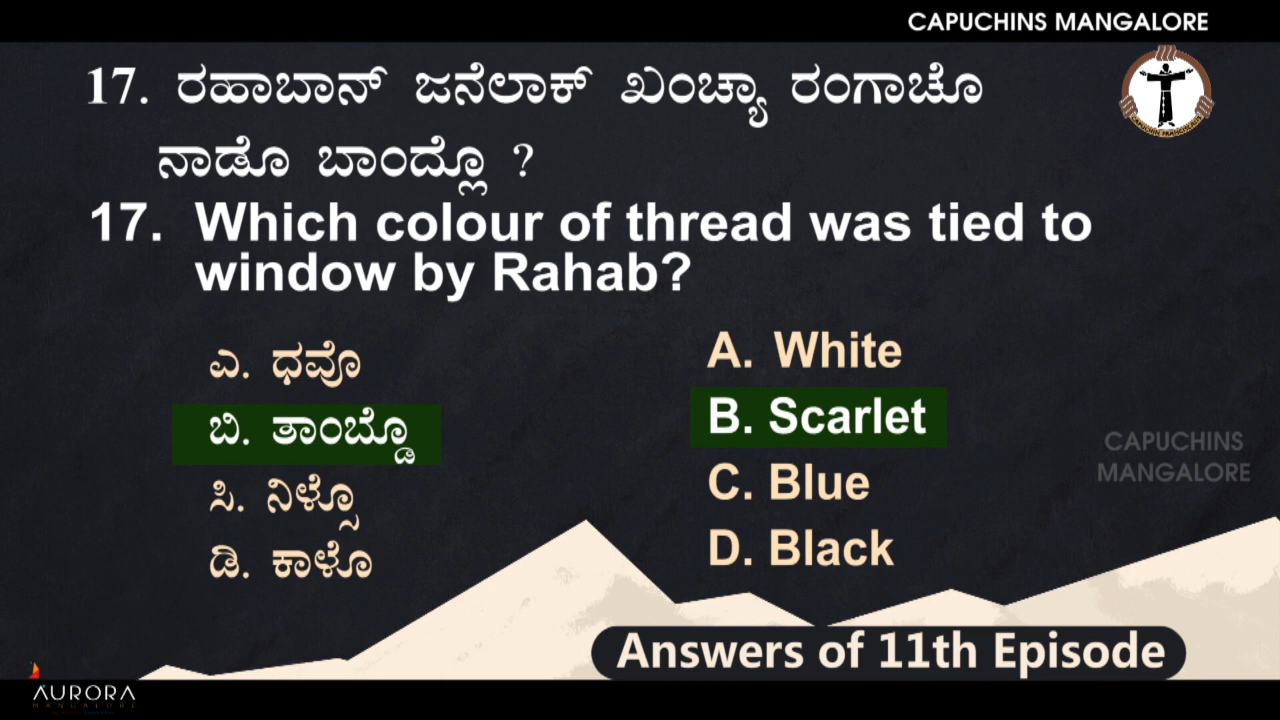 CAPUCHINS MANGALORE
17. ರಹಾಬಾನ್ ಜನೆಲಾಕ್ ಖಂಚ್ಯಾ ರಂಗಾಚೊ
ನಾಡೊ ಬಾಂದ್ಲೊ ?
17. Which colour of thread was tied to
window by Rahab?
ಎ. ಧವೊ
ಬಿ. ತಾಂಬ್ಡೊ
ಸಿ. ನಿಳ್ಸೊ
ಡಿ. ಕಾಳೊ
A. White
B. Scarlet
C. Blue
D. Black
CAPUCHINS
MANGALORE
Answers of 11th Episode
AURORA
MANGALORE